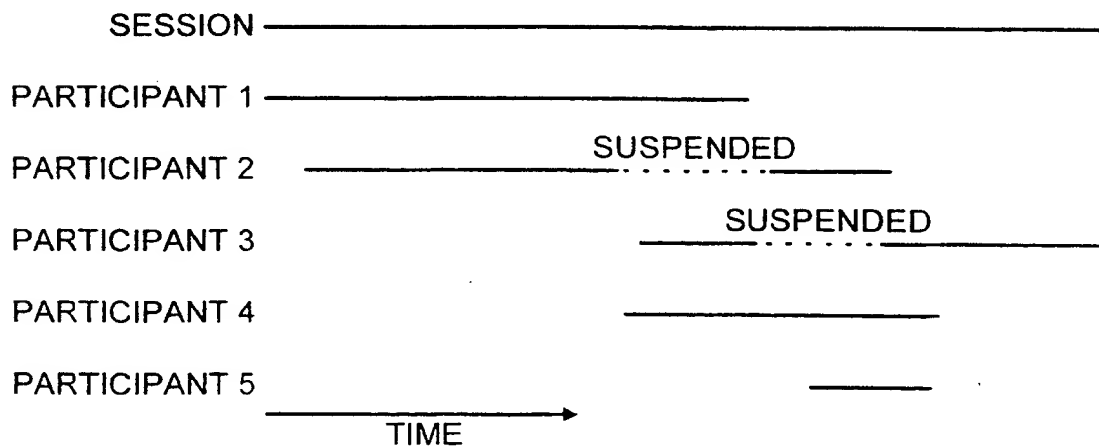 SESSION
PARTICIPANT 1
SUSPENDED
PARTICIPANT 2
SUSPENDED
PARTICIPANT 3
PARTICIPANT 4
PARTICIPANT 5
TIME